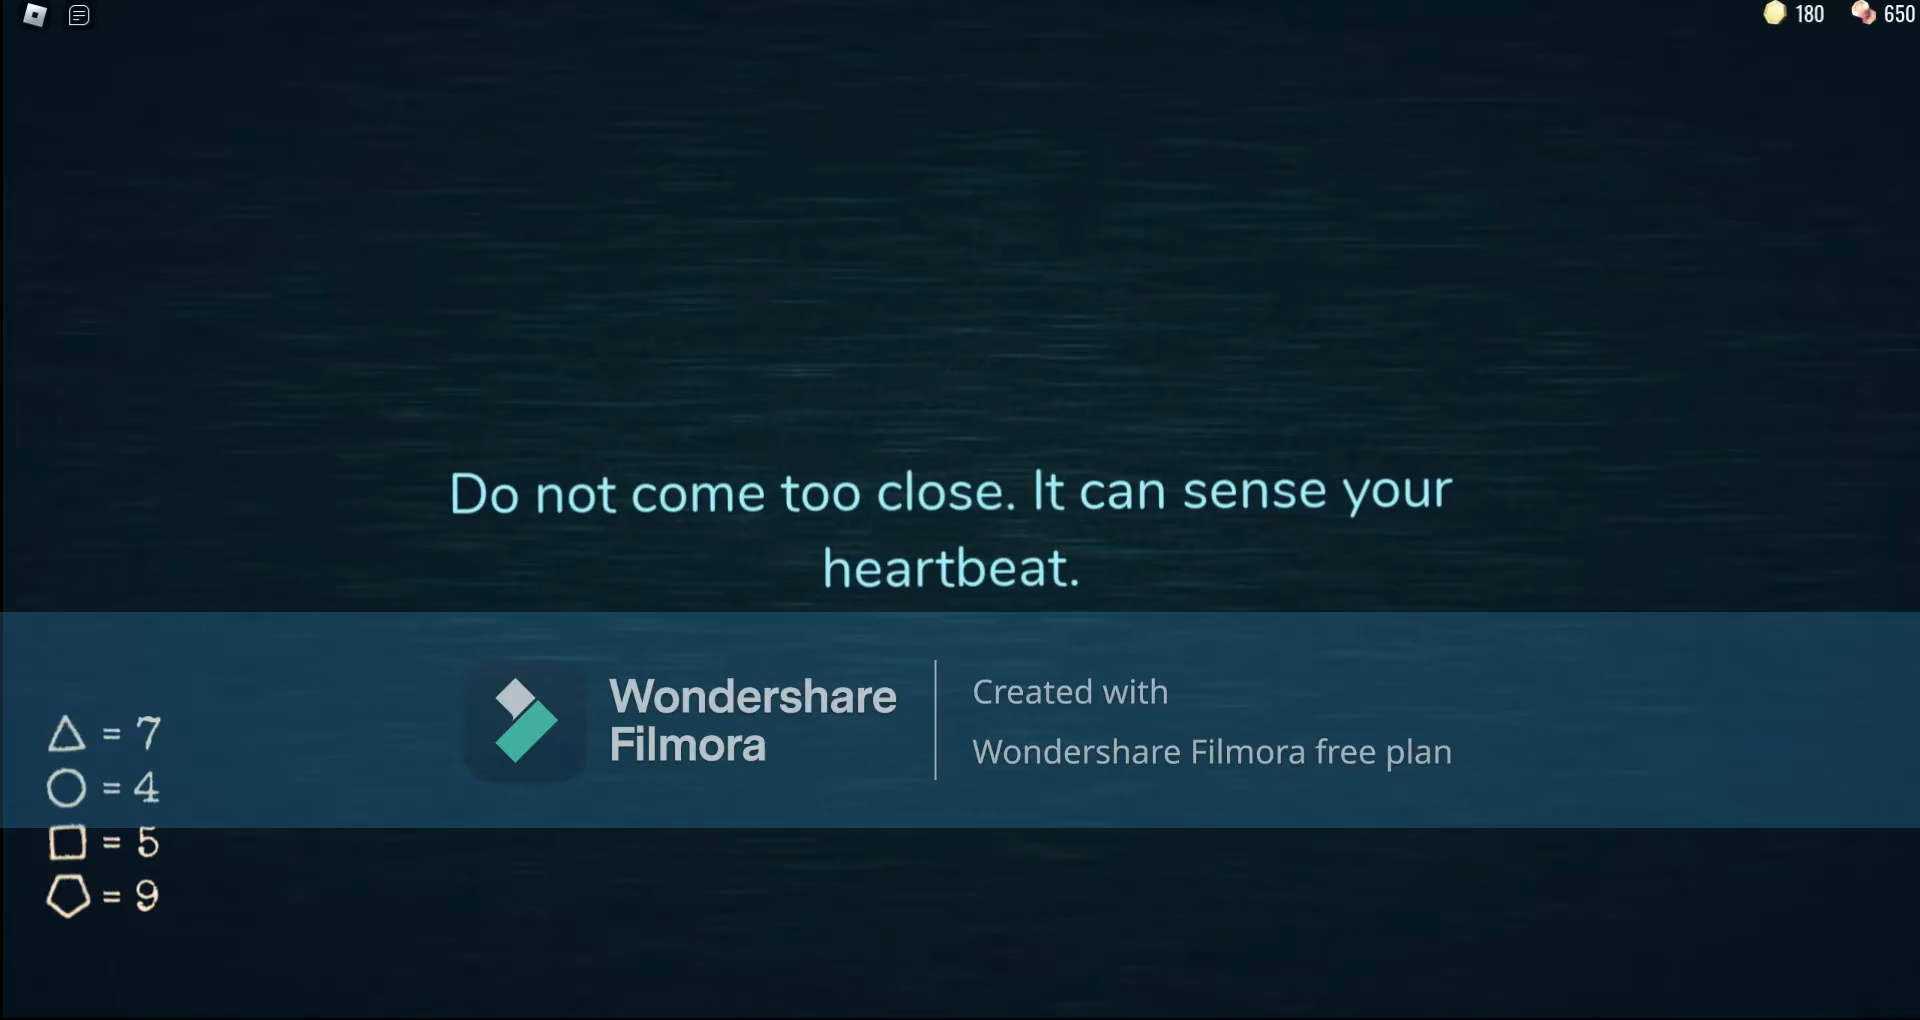 180 650
Do not come too close. It can sense your
heartbeat.
Wondershare
Filmora
Created with
Wondershare Filmora free plan
△ = 7
○ = 4
□ = 5
⬠ = 9